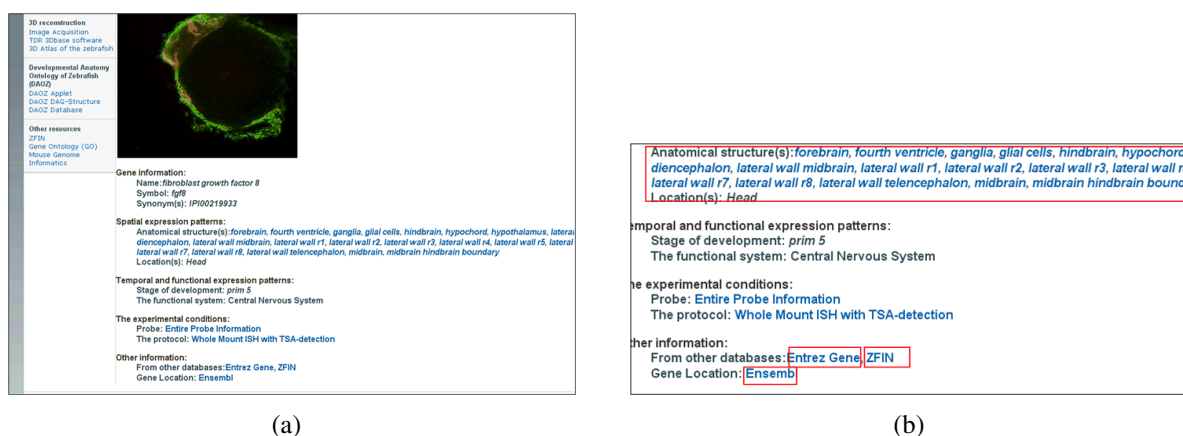 3D reconstruction
Image Acquisition
TDR 3Dbase software
3D Atlas of the zebrafsih
Developmental Anatomy
Ontology of Zebrafish
(DAOZ)
DAOZ Applet
DAOZ DAG-Structure
DAOZ Database
Other resources
ZFIN
Gene Ontology (GO)
Mouse Genome
Informatics
Gene information:
Name:fibroblast growth factor 8
Symbol: fgf8
Synonym(s): IPI00219933
Spatial expression patterns:
Anatomical structure(s):forebrain, fourth ventricle, ganglia, glial cells, hindbrain, hypochord, hypothalamus, lateral
diencephalon, lateral wall midbrain, lateral wall r1, lateral wall r2, lateral wall r3, lateral wall r4, lateral wall r5, lateral
lateral wall r7, lateral wall r8, lateral wall telencephalon, midbrain, midbrain hindbrain boundary
Location(s): Head
Temporal and functional expression patterns:
Stage of development: prim 5
The functional system: Central Nervous System
The experimental conditions:
Probe: Entire Probe Information
The protocol: Whole Mount ISH with TSA-detection
Other information:
From other databases:Entrez Gene, ZFIN
Gene Location: Ensembl
(a)
Anatomical structure(s):forebrain, fourth ventricle, ganglia, glial cells, hindbrain, hypochord
diencephalon, lateral wall midbrain, lateral wall r1, lateral wall r2, lateral wall r3, lateral wall r
lateral wall r7, lateral wall r8, lateral wall telencephalon, midbrain, midbrain hindbrain bound
Location(s): Head
emporal and functional expression patterns:
Stage of development: prim 5
The functional system: Central Nervous System
he experimental conditions:
Probe: Entire Probe Information
The protocol: Whole Mount ISH with TSA-detection
ther information:
From other databases:Entrez Gene, ZFIN
Gene Location: Ensemb
(b)